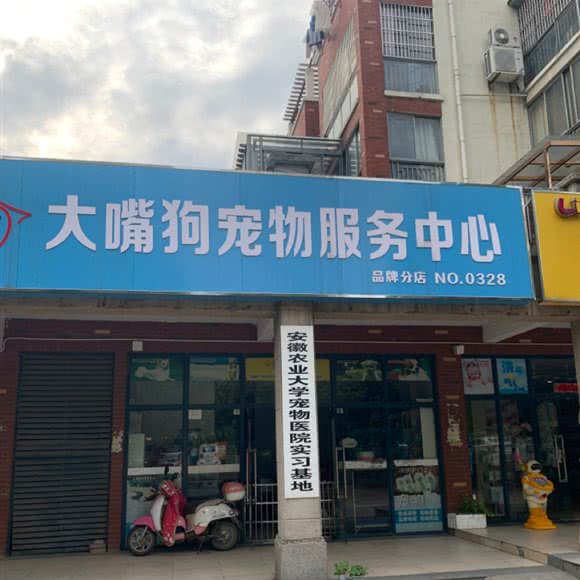 大嘴狗宠物服务中心
品牌分店 NO.0328
安徽农业大学宠物医院实习基地
洗